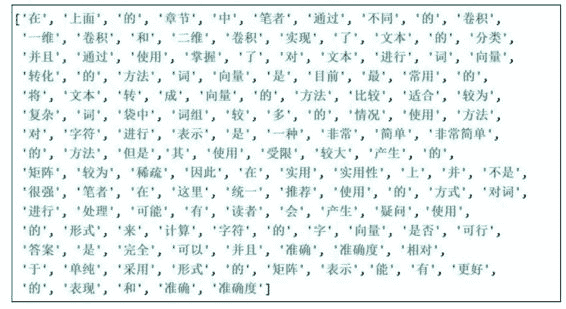 ['在', '上面', '的', '章节', '中', '笔者', '通过', '不同', '的', '卷积',
'一维', '卷积', '和', '二维', '卷积', '实现', '了', '文本', '的', '分类',
'并且', '通过', '使用', '掌握', '了', '对', '文本', '进行', '词', '向量',
'转化', '的', '方法', '词', '向量', '是', '目前', '最', '常用', '的',
'将', '文本', '转', '成', '向量', '的', '方法', '比较', '适合', '较为',
'复杂', '词', '袋中', '词组', '较', '多', '的', '情况', '使用', '方法',
'对', '字符', '进行', '表示', '是', '一种', '非常', '简单', '非常简单',
'的', '方法', '但是', '其', '使用', '受限', '较大', '产生', '的',
'矩阵', '较为', '稀疏', '因此', '在', '实用', '实用性', '上', '并', '不是',
'很强', '笔者', '在', '这里', '统一', '推荐', '使用', '的', '方式', '对词',
'进行', '处理', '可能', '有', '读者', '会', '产生', '疑问', '使用',
'的', '形式', '来', '计算', '字符', '的', '字', '向量', '是否', '可行',
'答案', '是', '完全', '可以', '并且', '准确', '准确度', '相对',
'于', '单纯', '采用', '形式', '的', '矩阵', '表示', '能', '有', '更好',
'的', '表现', '和', '准确', '准确度']